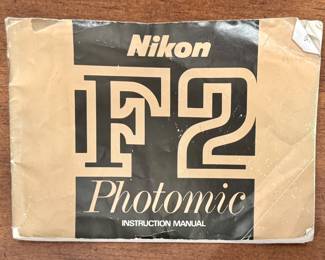 Nikon
F2
Photomic
INSTRUCTION MANUAL